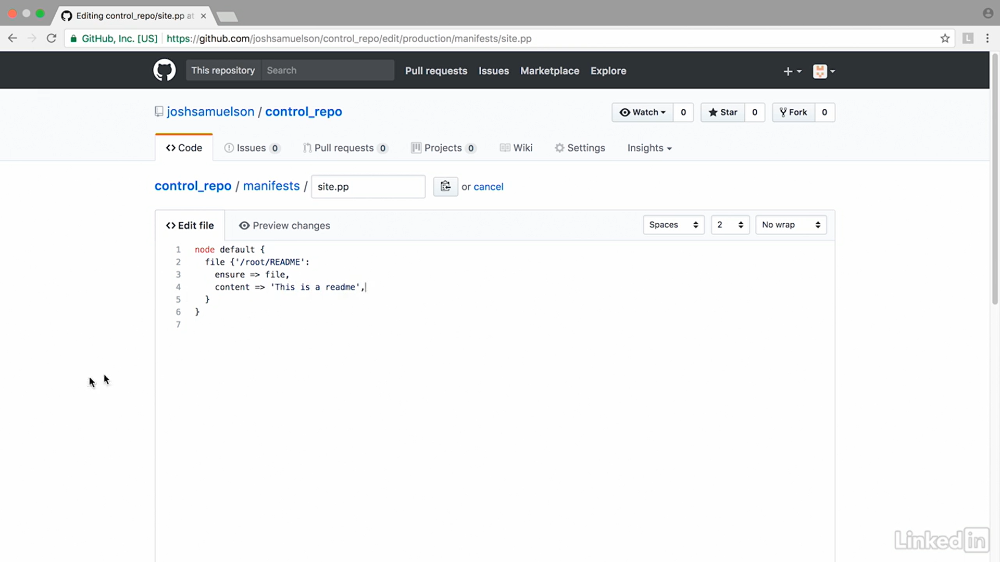 Editing control_repo/site.pp at
GitHub, Inc. [US] https://github.com/joshsamuelson/control_repo/edit/production/manifests/site.pp
L
This repository Search Pull requests Issues Marketplace Explore
joshsamuelson / control_repo
Watch 0 Star 0 Fork 0
Code Issues 0 Pull requests 0 Projects 0 Wiki Settings Insights
control_repo / manifests / site.pp or cancel
Edit file Preview changes Spaces 2 No wrap
1 node default {
2   file {'/root/README':
3     ensure => file,
4     content => 'This is a readme',
5   }
6 }
7
Linked in